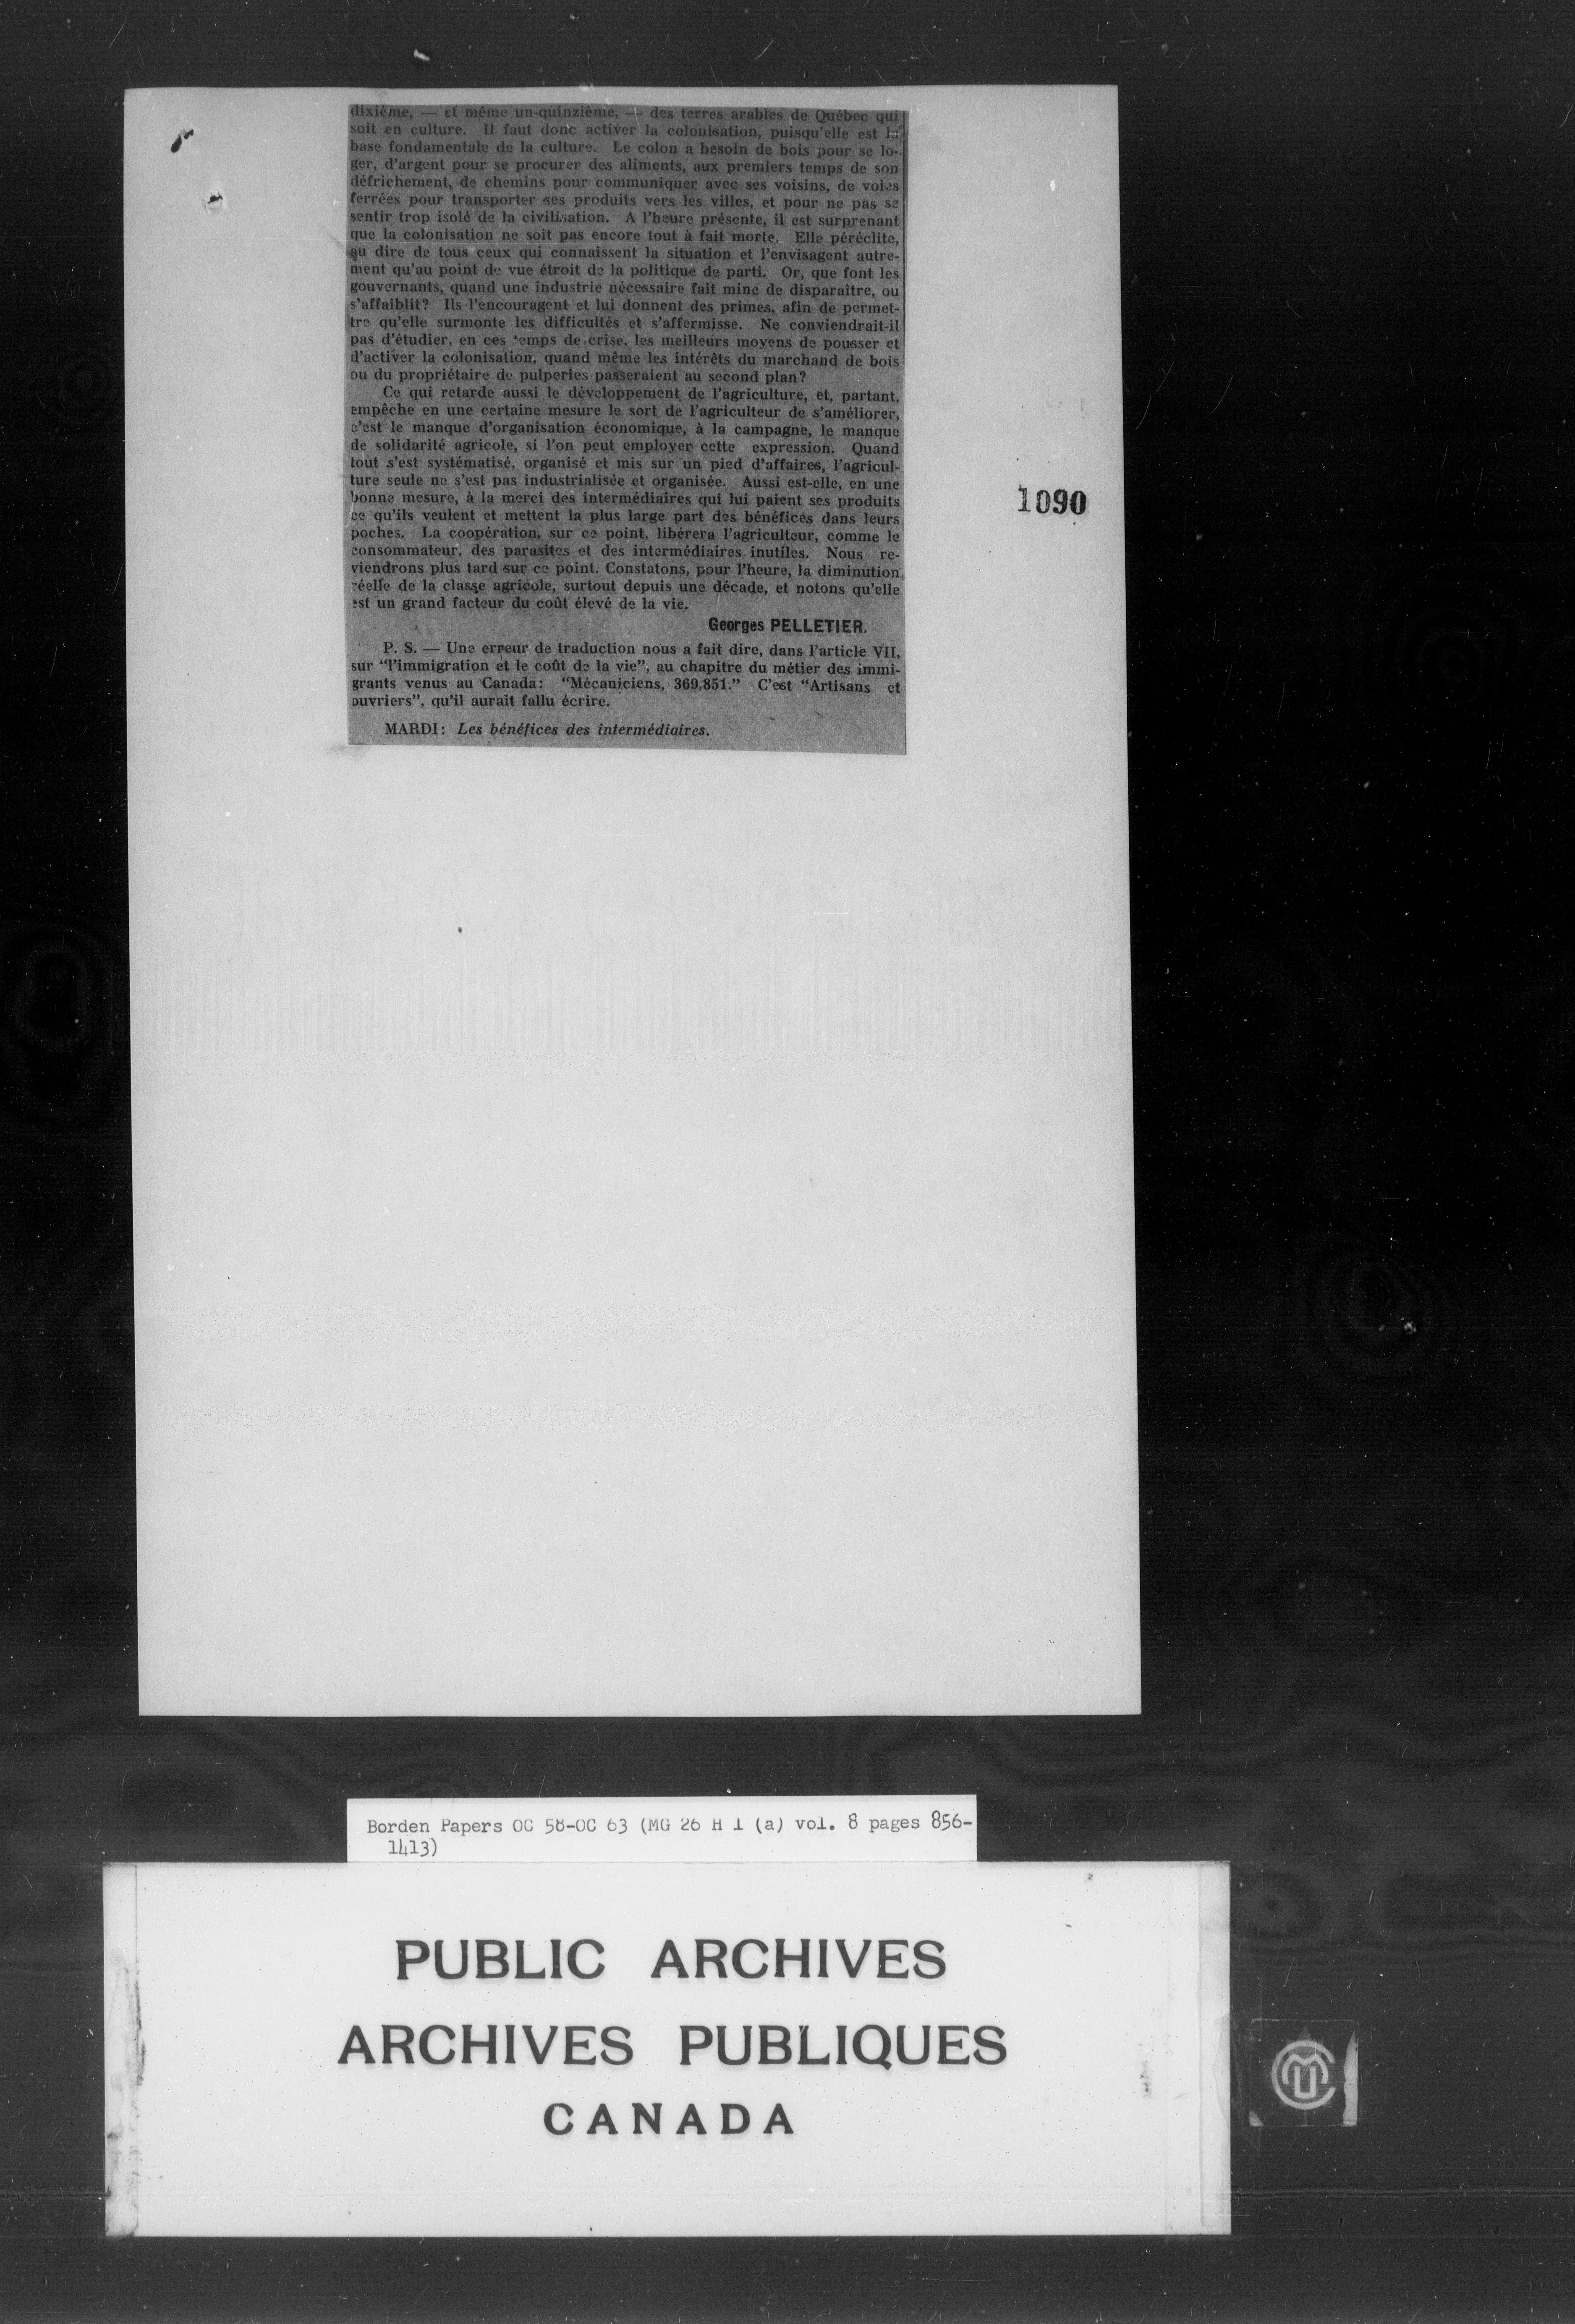 dixième, — et même un-quinzième, — des terres arables de Québec qui
soit en culture. Il faut donc activer la colonisation, puisqu'elle est la
base fondamentale de la culture. Le colon a besoin de bois pour se lo-
ger, d'argent pour se procurer des aliments, aux premiers temps de son
défrichement, de chemins pour communiquer avec ses voisins, de voies
ferrées pour transporter ses produits vers les villes, et pour ne pas se
sentir trop isolé de la civilisation. A l'heure présente, il est surprenant
que la colonisation ne soit pas encore tout à fait morte. Elle péréclite,
au dire de tous ceux qui connaissent la situation et l'envisagent autre-
ment qu'au point de vue étroit de la politique de parti. Or, que font les
gouvernants, quand une industrie nécessaire fait mine de disparaître, ou
s'affaiblit? Ils l'encouragent et lui donnent des primes, afin de permet-
tre qu'elle surmonte les difficultés et s'affermisse. Ne conviendrait-il
pas d'étudier, en ces temps de crise, les meilleurs moyens de pousser et
d'activer la colonisation, quand même les intérêts du marchand de bois
ou du propriétaire de pulperies passeraient au second plan?
Ce qui retarde aussi le développement de l'agriculture, et, partant,
empêche en une certaine mesure le sort de l'agriculteur de s'améliorer,
c'est le manque d'organisation économique, à la campagne, le manque
de solidarité agricole, si l'on peut employer cette expression. Quand
tout s'est systématisé, organisé et mis sur un pied d'affaires, l'agricul-
ture seule ne s'est pas industrialisée et organisée. Aussi est-elle, en une
bonne mesure, à la merci des intermédiaires qui lui paient ses produits
ce qu'ils veulent et mettent la plus large part des bénéfices dans leurs
poches. La coopération, sur ce point, libérera l'agriculteur, comme le
consommateur, des parasites et des intermédiaires inutiles. Nous re-
viendrons plus tard sur ce point. Constatons, pour l'heure, la diminution
réelle de la classe agricole, surtout depuis une décade, et notons qu'elle
est un grand facteur du coût élevé de la vie.
Georges PELLETIER.
P. S. — Une erreur de traduction nous a fait dire, dans l'article VII,
sur "l'immigration et le coût de la vie", au chapitre du métier des immi-
grants venus au Canada: "Mécaniciens, 369,851." C'est "Artisans et
ouvriers", qu'il aurait fallu écrire.
MARDI: Les bénéfices des intermédiaires.
1090
Borden Papers OC 58-OC 63 (MG 26 H 1 (a) vol. 8 pages 856-
1413)
PUBLIC ARCHIVES
ARCHIVES PUBLIQUES
CANADA